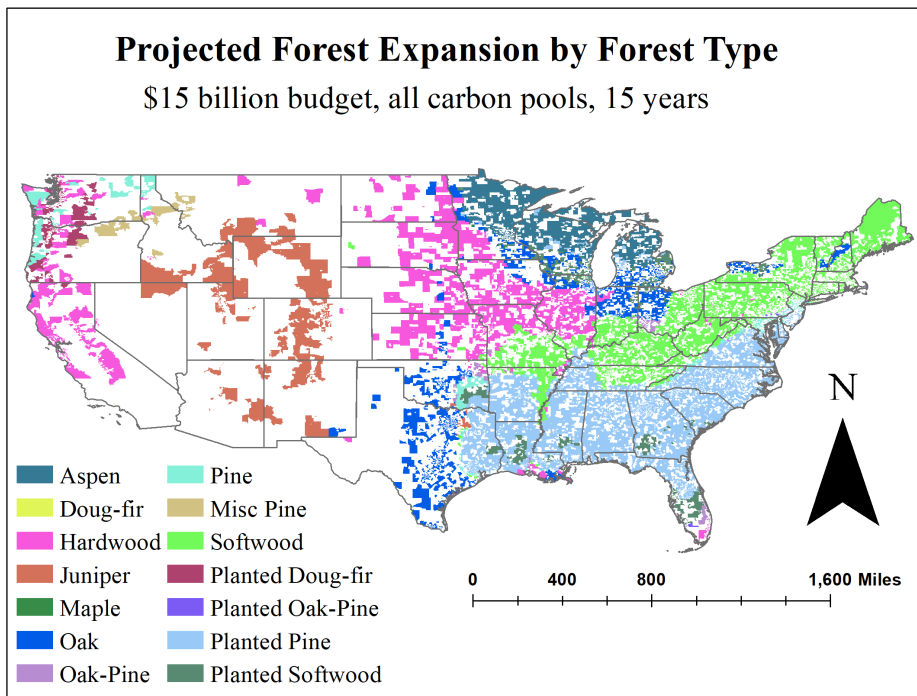 Projected Forest Expansion by Forest Type
$15 billion budget, all carbon pools, 15 years
N
Aspen
Doug-fir
Hardwood
Juniper
Maple
Oak
Oak-Pine
Pine
Misc Pine
Softwood
Planted Doug-fir
Planted Oak-Pine
Planted Pine
Planted Softwood
0 400 800 1,600 Miles